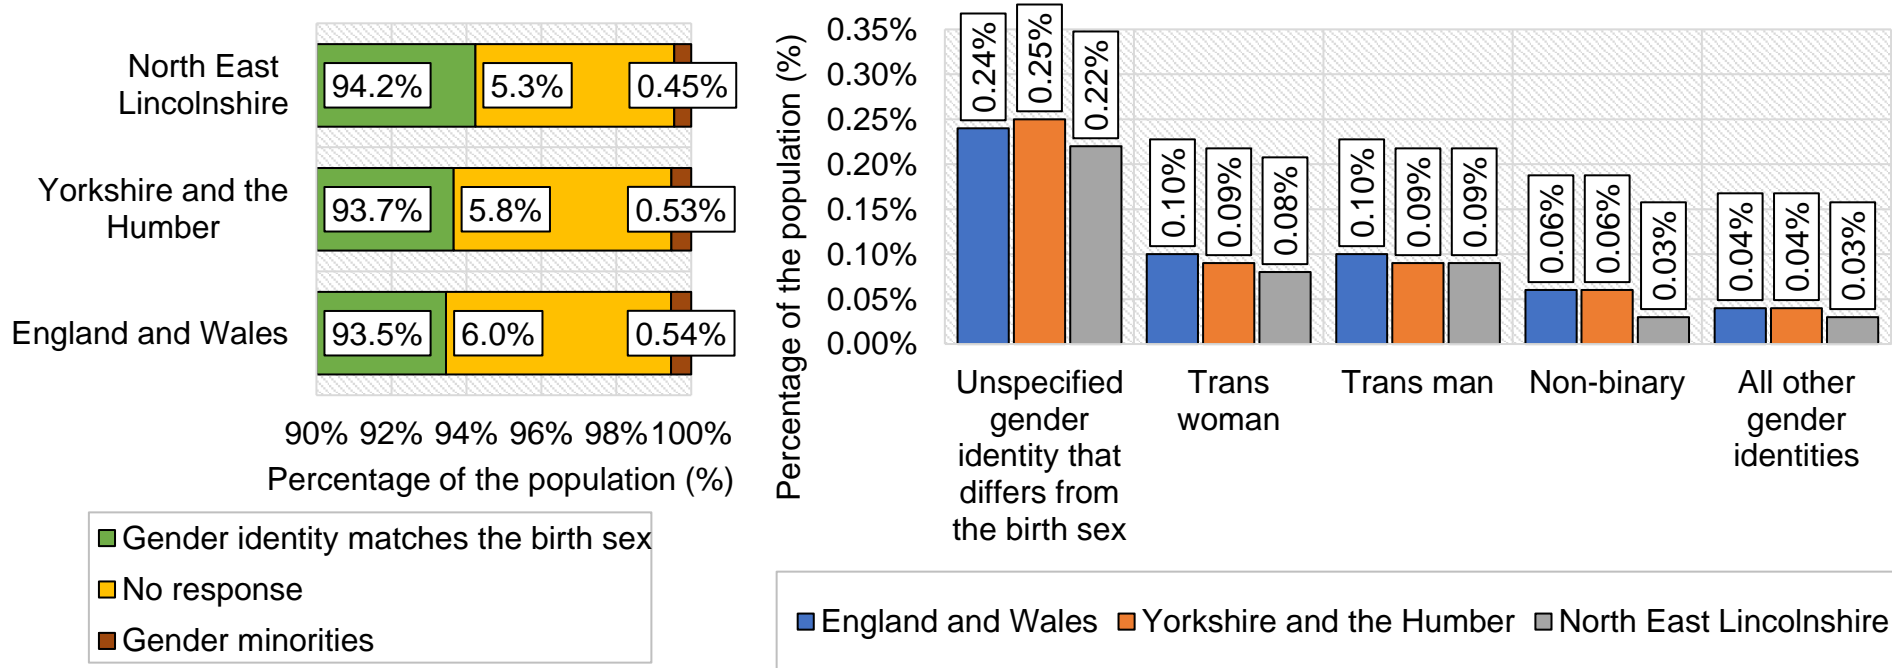 North East
Lincolnshire
94.2%
5.3%
0.45%
Yorkshire and the
Humber
93.7%
5.8%
0.53%
England and Wales
93.5%
6.0%
0.54%
90% 92% 94% 96% 98% 100%
Percentage of the population (%)
Gender identity matches the birth sex
No response
Gender minorities
Percentage of the population (%)
0.35%
0.30%
0.25%
0.20%
0.15%
0.10%
0.05%
0.00%
0.24%
0.25%
0.22%
0.10%
0.09%
0.08%
0.10%
0.09%
0.09%
0.06%
0.06%
0.03%
0.04%
0.04%
0.03%
Unspecified
gender
identity that
differs from
the birth sex
Trans
woman
Trans man
Non-binary
All other
gender
identities
England and Wales
Yorkshire and the Humber
North East Lincolnshire